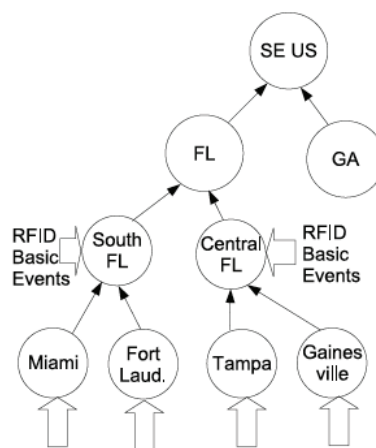 SE US
FL
GA
RFID
Basic
Events
South
FL
Central
FL
RFID
Basic
Events
Miami
Fort
Laud.
Tampa
Gaines
ville